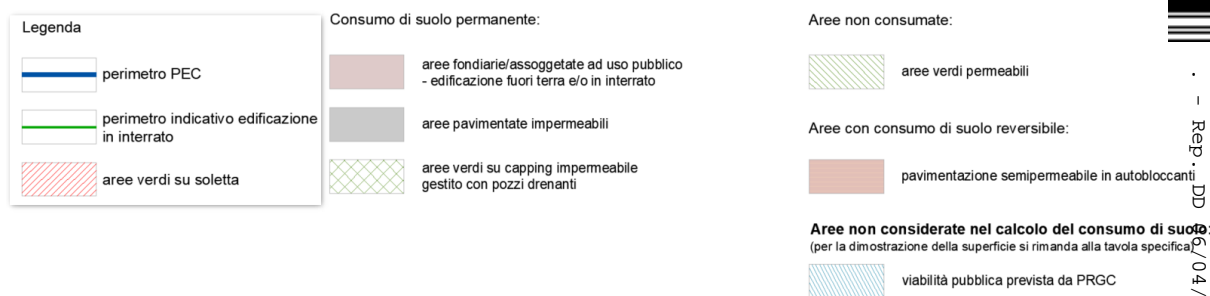 Legenda
perimetro PEC
perimetro indicativo edificazione
in interrato
aree verdi su soletta
Consumo di suolo permanente:
aree fondiarie/assoggetate ad uso pubblico
- edificazione fuori terra e/o in interrato
aree pavimentate impermeabili
aree verdi su capping impermeabile
gestito con pozzi drenanti
Aree non consumate:
aree verdi permeabili
Aree con consumo di suolo reversibile:
pavimentazione semipermeabile in autobloccanti
Aree non considerate nel calcolo del consumo di suolo:
(per la dimostrazione della superficie si rimanda alla tavola specifica)
viabilità pubblica prevista da PRGC
. - Rep. DD 06/04/